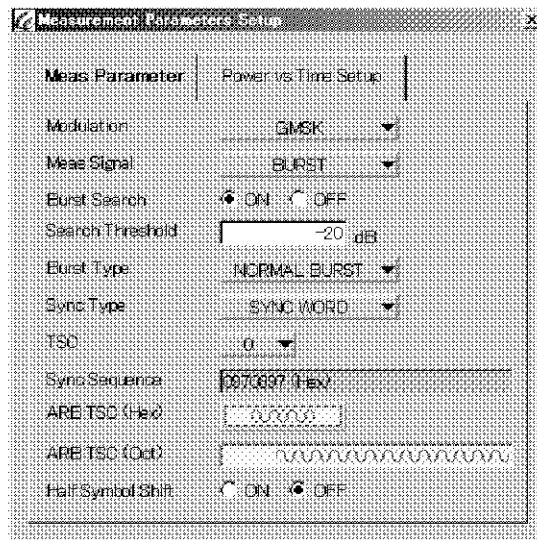 Measurement Parameters Setup
Meas Parameter Power vs Time Setup
Modulation GMSK
Meas Signal BURST
Burst Search ON OFF
Search Threshold -20 dB
Burst Type NORMAL BURST
Sync Type SYNC WORD
TSC 0
Sync Sequence 0970897 (Hex)
ARB TSC (Hex)
ARB TSC (Oct)
Half Symbol Shift ON OFF